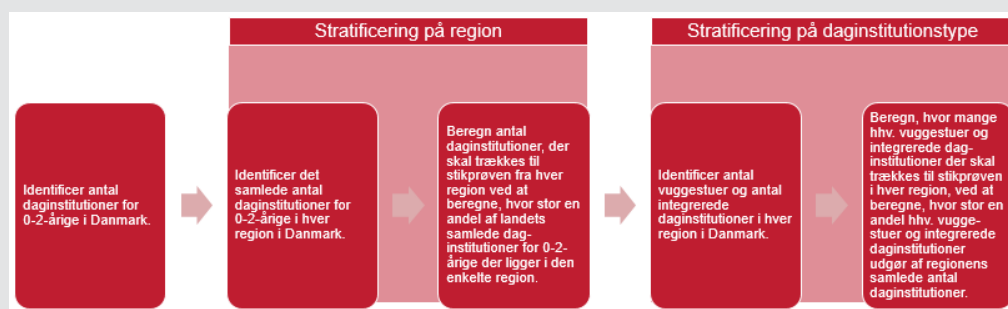 Stratificering på region
Stratificering på daginstitutionstype
Identificer antal
daginstitutioner for
0-2-årige i Danmark.
Identificer det
samlede antal
daginstitutioner for
0-2-årige i hver
region i Danmark.
Beregn antal
daginstitutioner, der
skal trækkes til
stikprøven fra hver
region ved at
beregne, hvor stor en
andel af landets
samlede dag-
institutioner for 0-2-
årige der ligger i den
enkelte region.
Identificer antal
vuggestuer og antal
integrerede
daginstitutioner i hver
region i Danmark.
Beregn, hvor mange
hhv. vuggestuer og
integrerede dag-
institutioner der skal
trækkes til stikprøven
i hver region, ved at
beregne, hvor stor en
andel hhv. vugge-
stuer og integrerede
daginstitutioner
udgør af regionens
samlede antal
daginstitutioner.